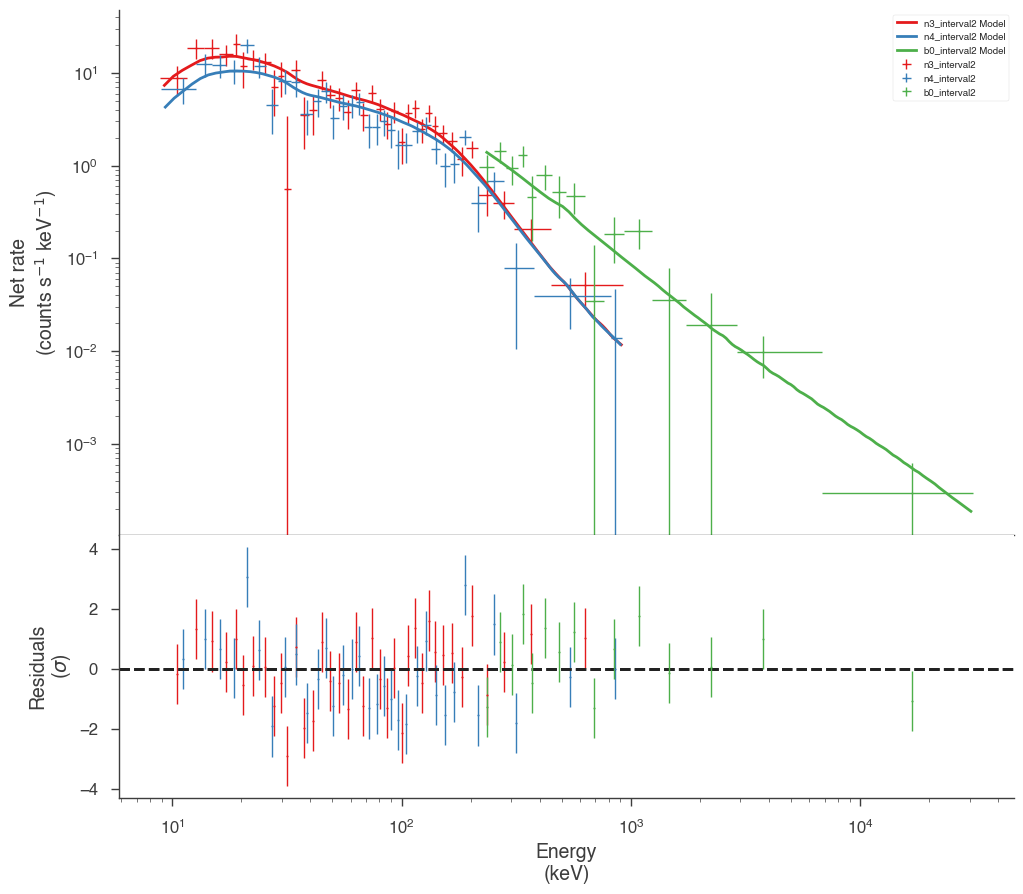 n3_interval2 Model
n4_interval2 Model
b0_interval2 Model
n3_interval2
n4_interval2
b0_interval2
Net rate
(counts s⁻¹ keV⁻¹)
10¹
10⁰
10⁻¹
10⁻²
10⁻³
Residuals
(σ)
4
2
0
−2
−4
10¹ 10² 10³ 10⁴
Energy
(keV)